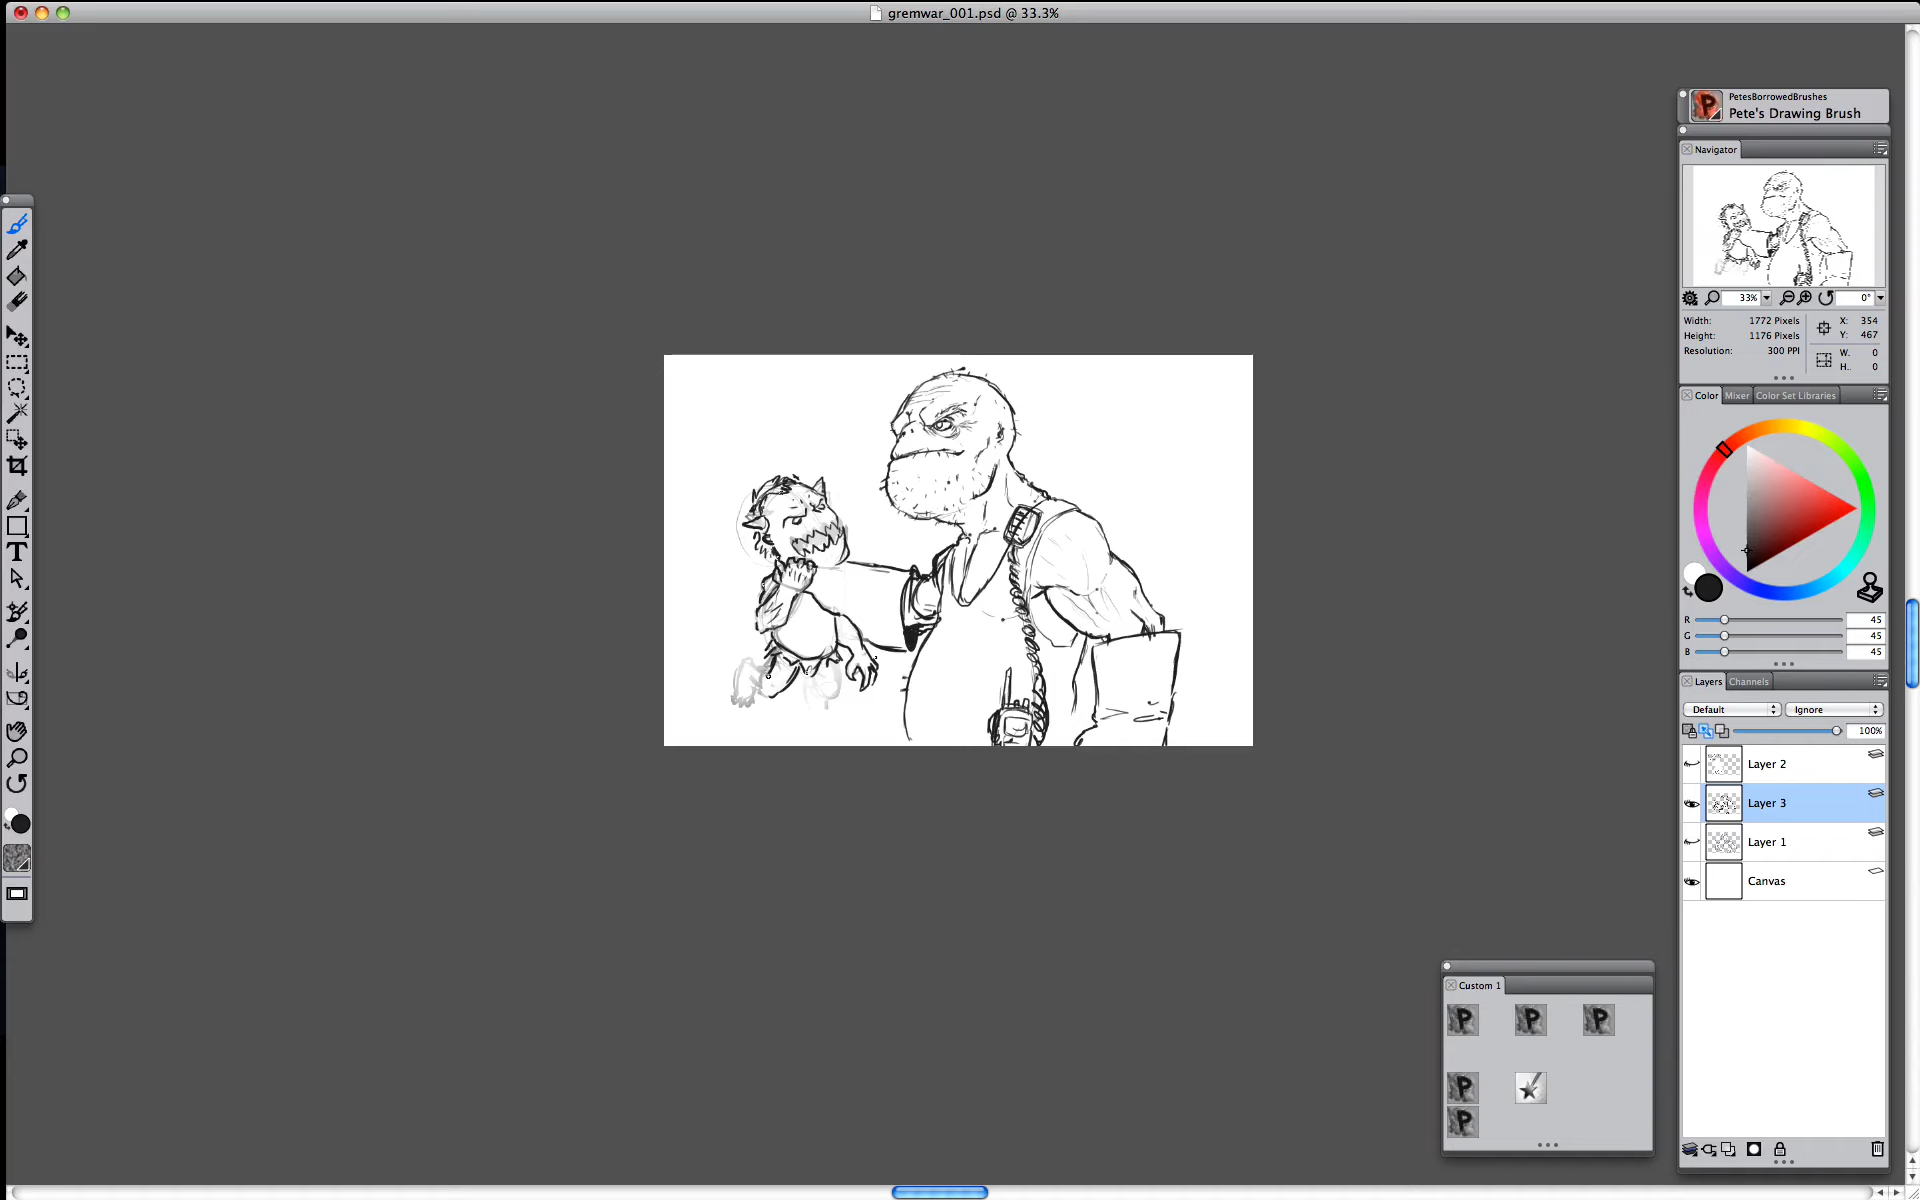 gremwar_001.psd @ 33.3%
PetesBorrowedBrushes
Pete's Drawing Brush
Navigator
33%
0°
Width: 1772 Pixels X: 354
Height: 1176 Pixels Y: 467
Resolution: 300 PPI W. 0
H.. 0
Color Mixer Color Set Libraries
R 45
G 45
B 45
Layers Channels
Default Ignore
100%
Layer 2
Layer 3
Layer 1
Canvas
Custom 1
P P P
P
P
T